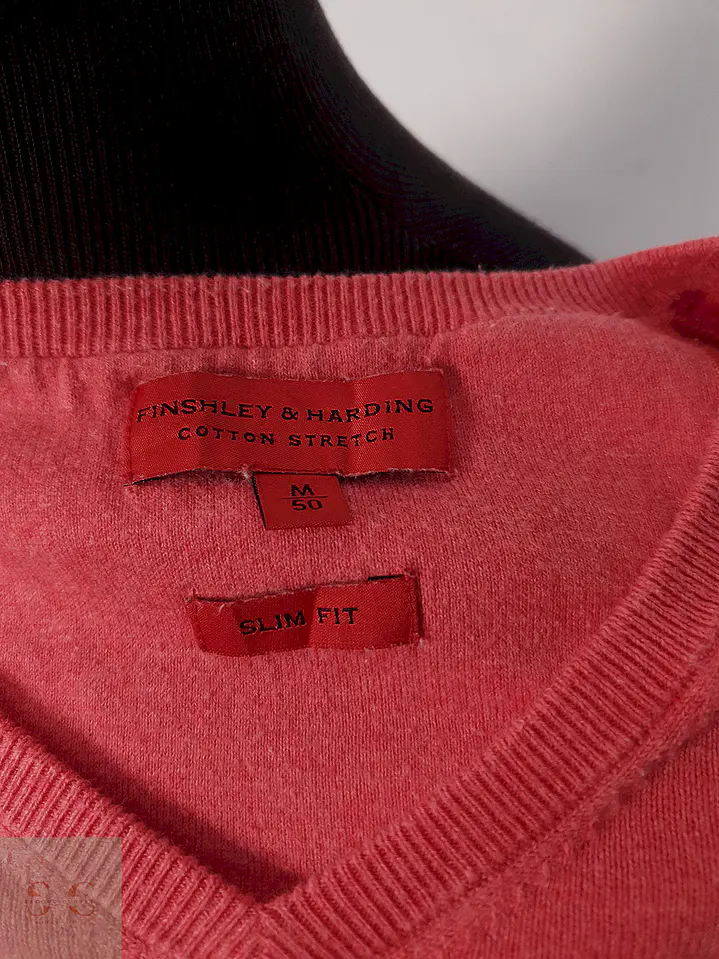 FINSHLEY & HARDING
COTTON STRETCH
M
50
SLIM FIT